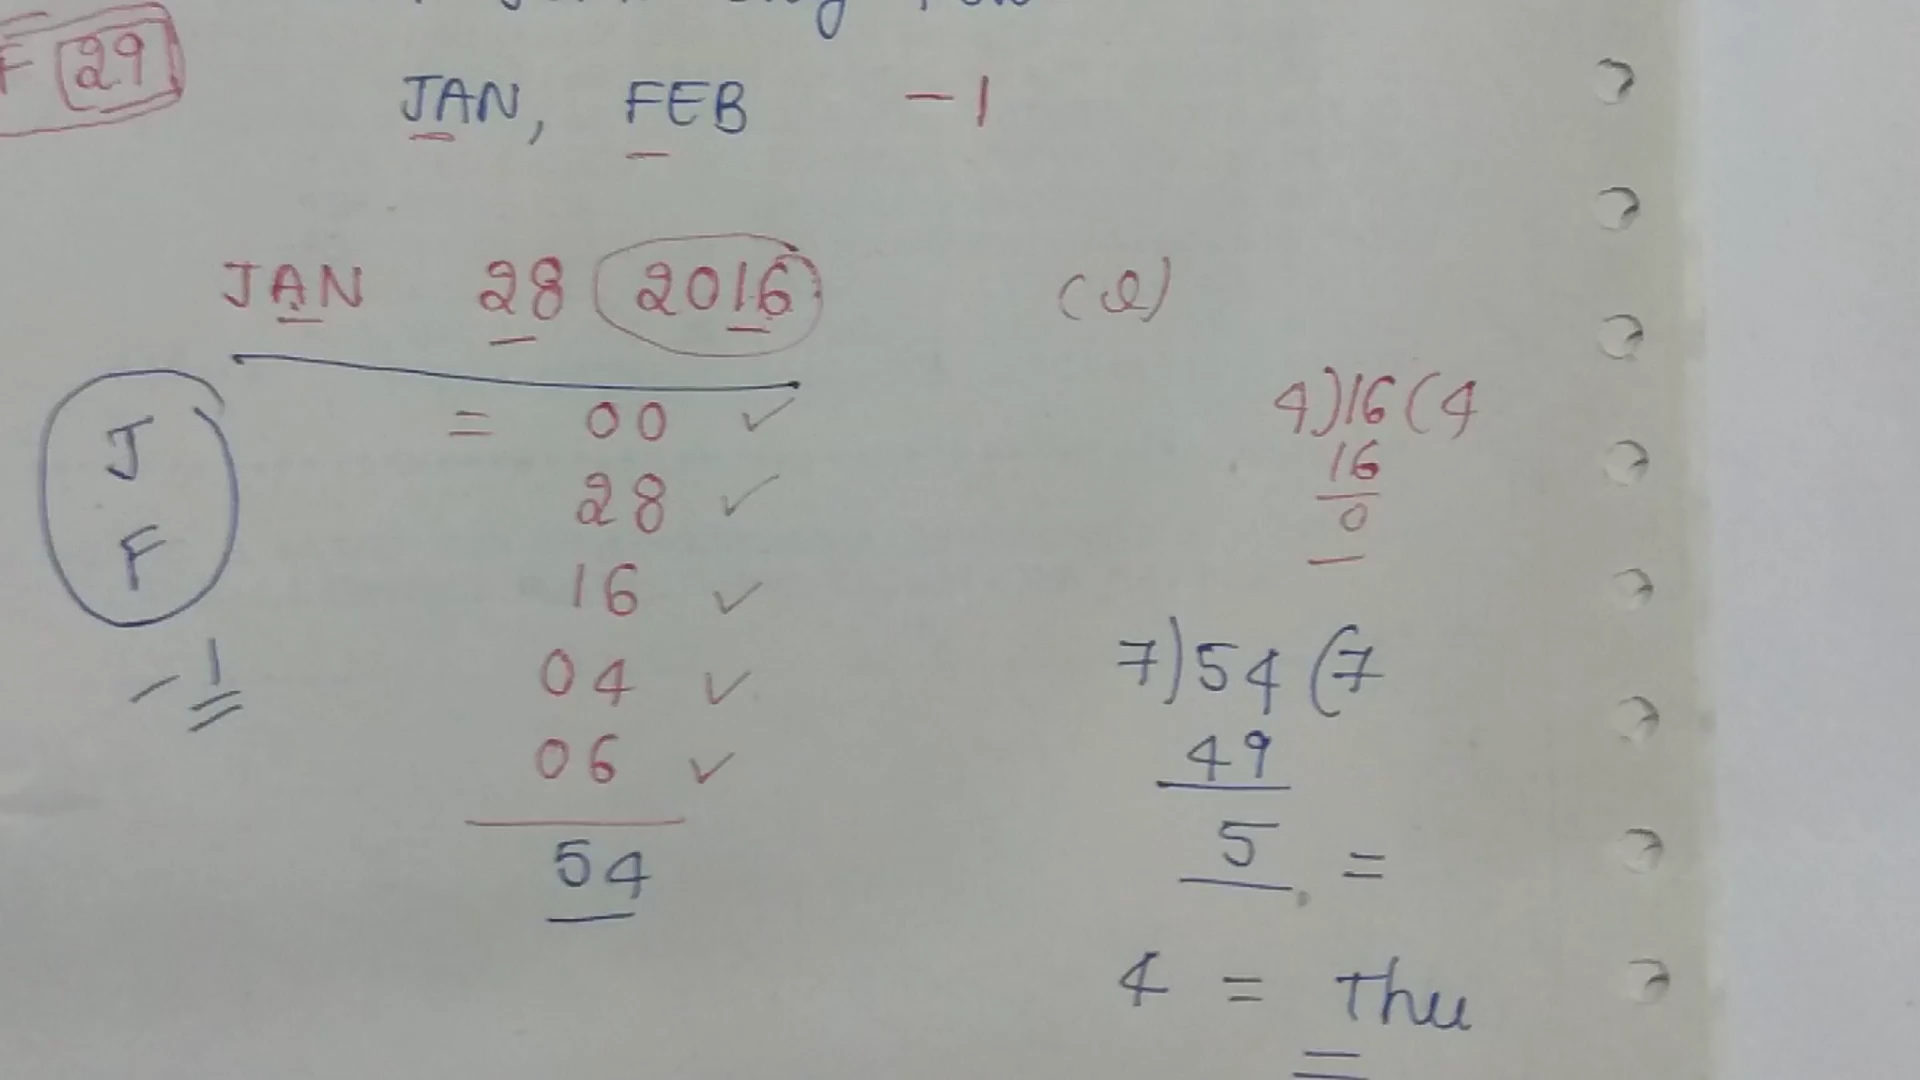 F 29
JAN, FEB -1
JAN 28 2016
= 00 ✓
28 ✓
16 ✓
04 ✓
06 ✓
54
J
F
-1
4)16(4
16
0
7)54(7
49
5 =
4 = Thu